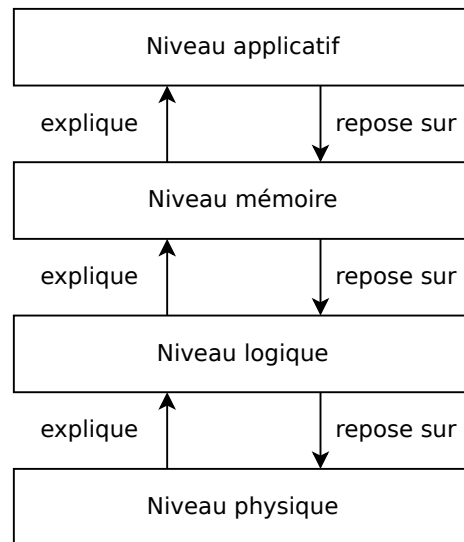 Niveau applicatif
explique
repose sur
Niveau mémoire
explique
repose sur
Niveau logique
explique
repose sur
Niveau physique